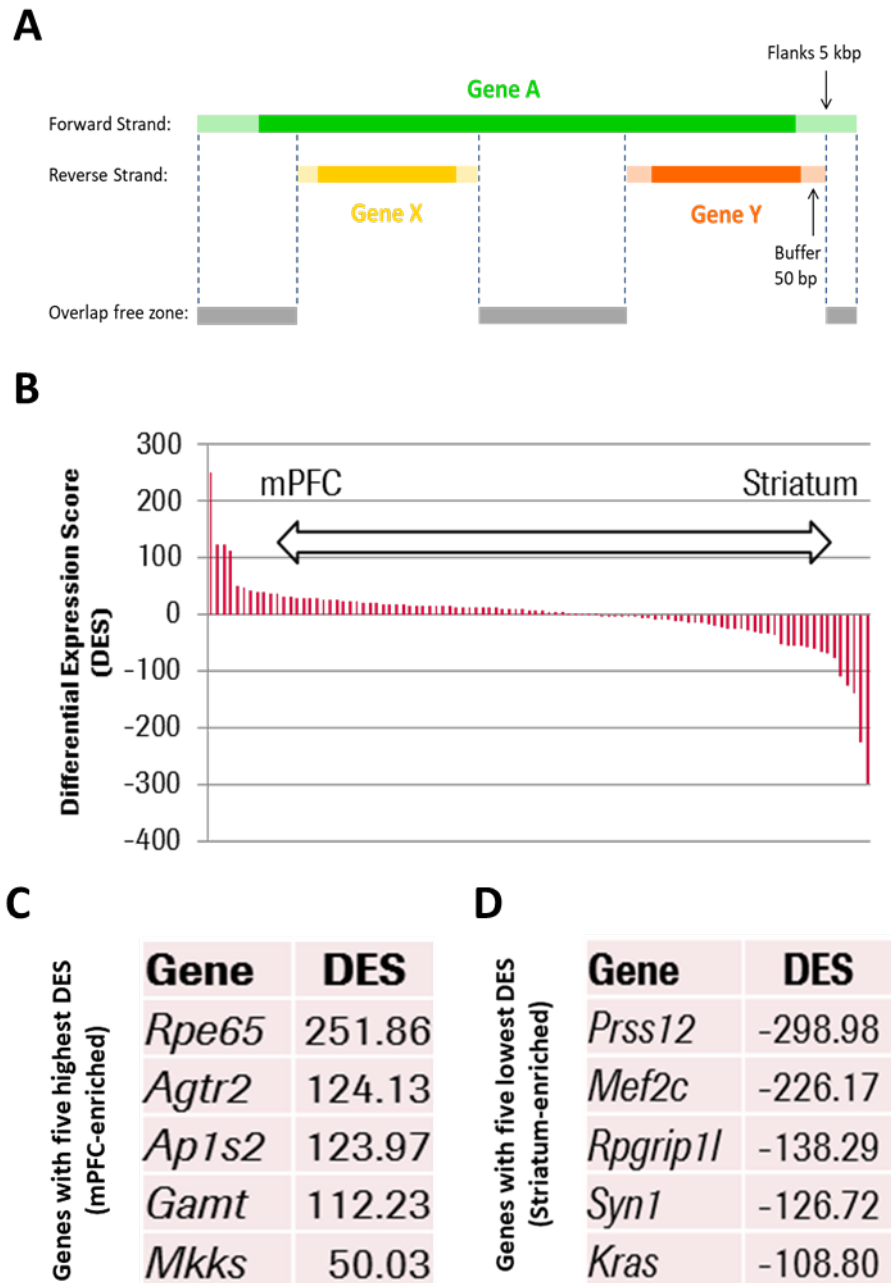 A
Flanks 5 kbp
Gene A
Forward Strand:
Reverse Strand:
Gene X
Gene Y
Buffer
50 bp
Overlap free zone:
B
Differential Expression Score
(DES)
300
200
100
0
-100
-200
-300
-400
mPFC
Striatum
C
Genes with five highest DES
(mPFC-enriched)
Gene DES
Rpe65 251.86
Agtr2 124.13
Ap1s2 123.97
Gamt 112.23
Mkks 50.03
D
Genes with five lowest DES
(Striatum-enriched)
Gene DES
Prss12 -298.98
Mef2c -226.17
Rpgrip1l -138.29
Syn1 -126.72
Kras -108.80